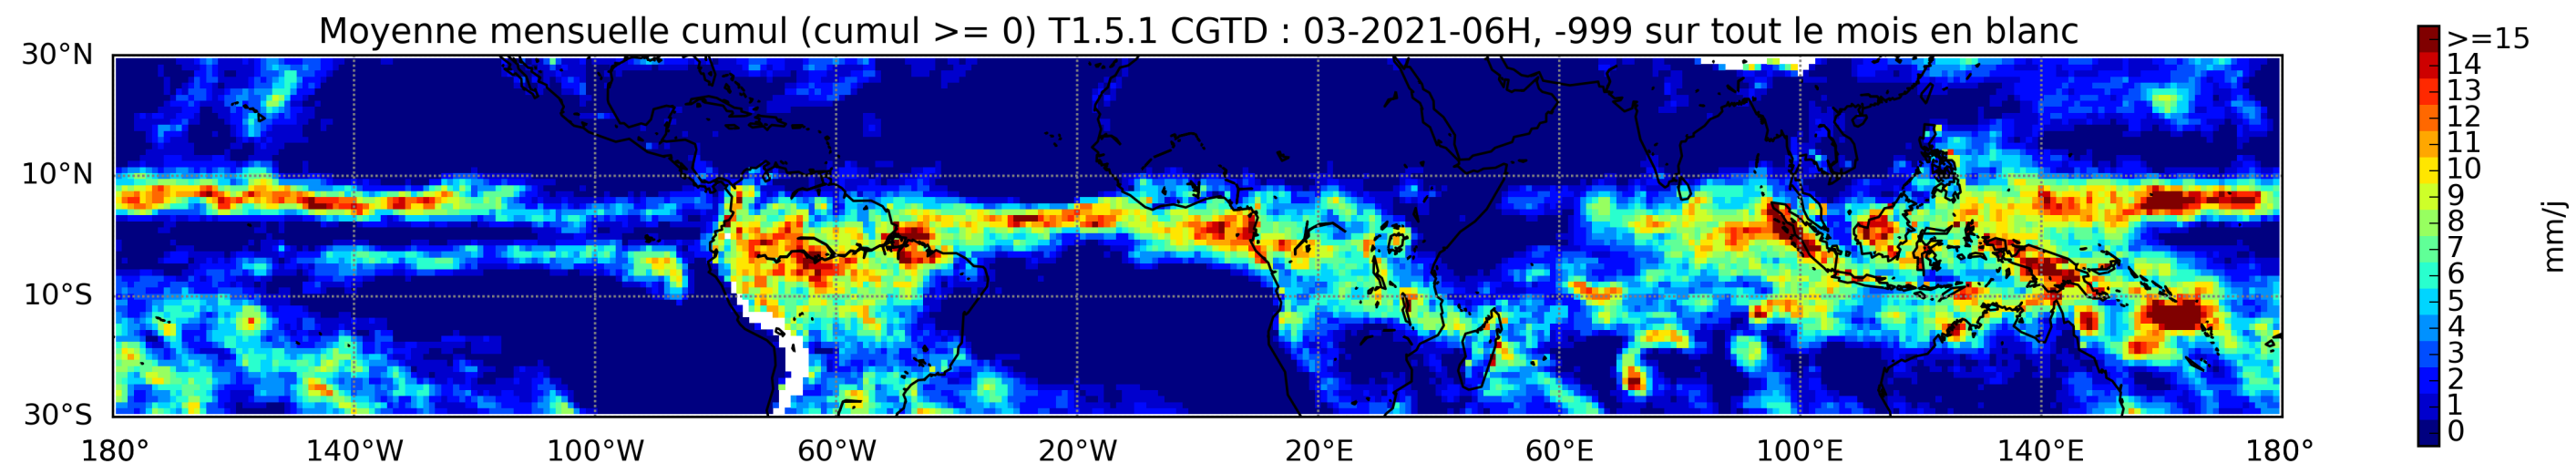 Moyenne mensuelle cumul (cumul >= 0) T1.5.1 CGTD : 03-2021-06H, -999 sur tout le mois en blanc
30°N
10°N
10°S
30°S
180°
140°W
100°W
60°W
20°W
20°E
60°E
100°E
140°E
180°
>=15
14
13
12
11
10
9
8
7
6
5
4
3
2
1
0
mm/j